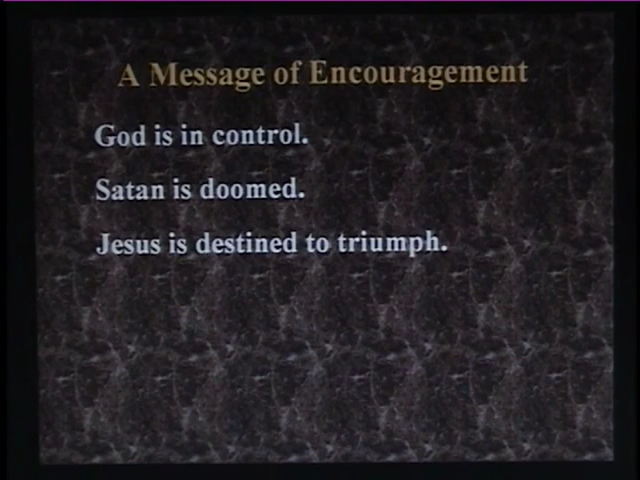 A Message of Encouragement
God is in control.
Satan is doomed.
Jesus is destined to triumph.